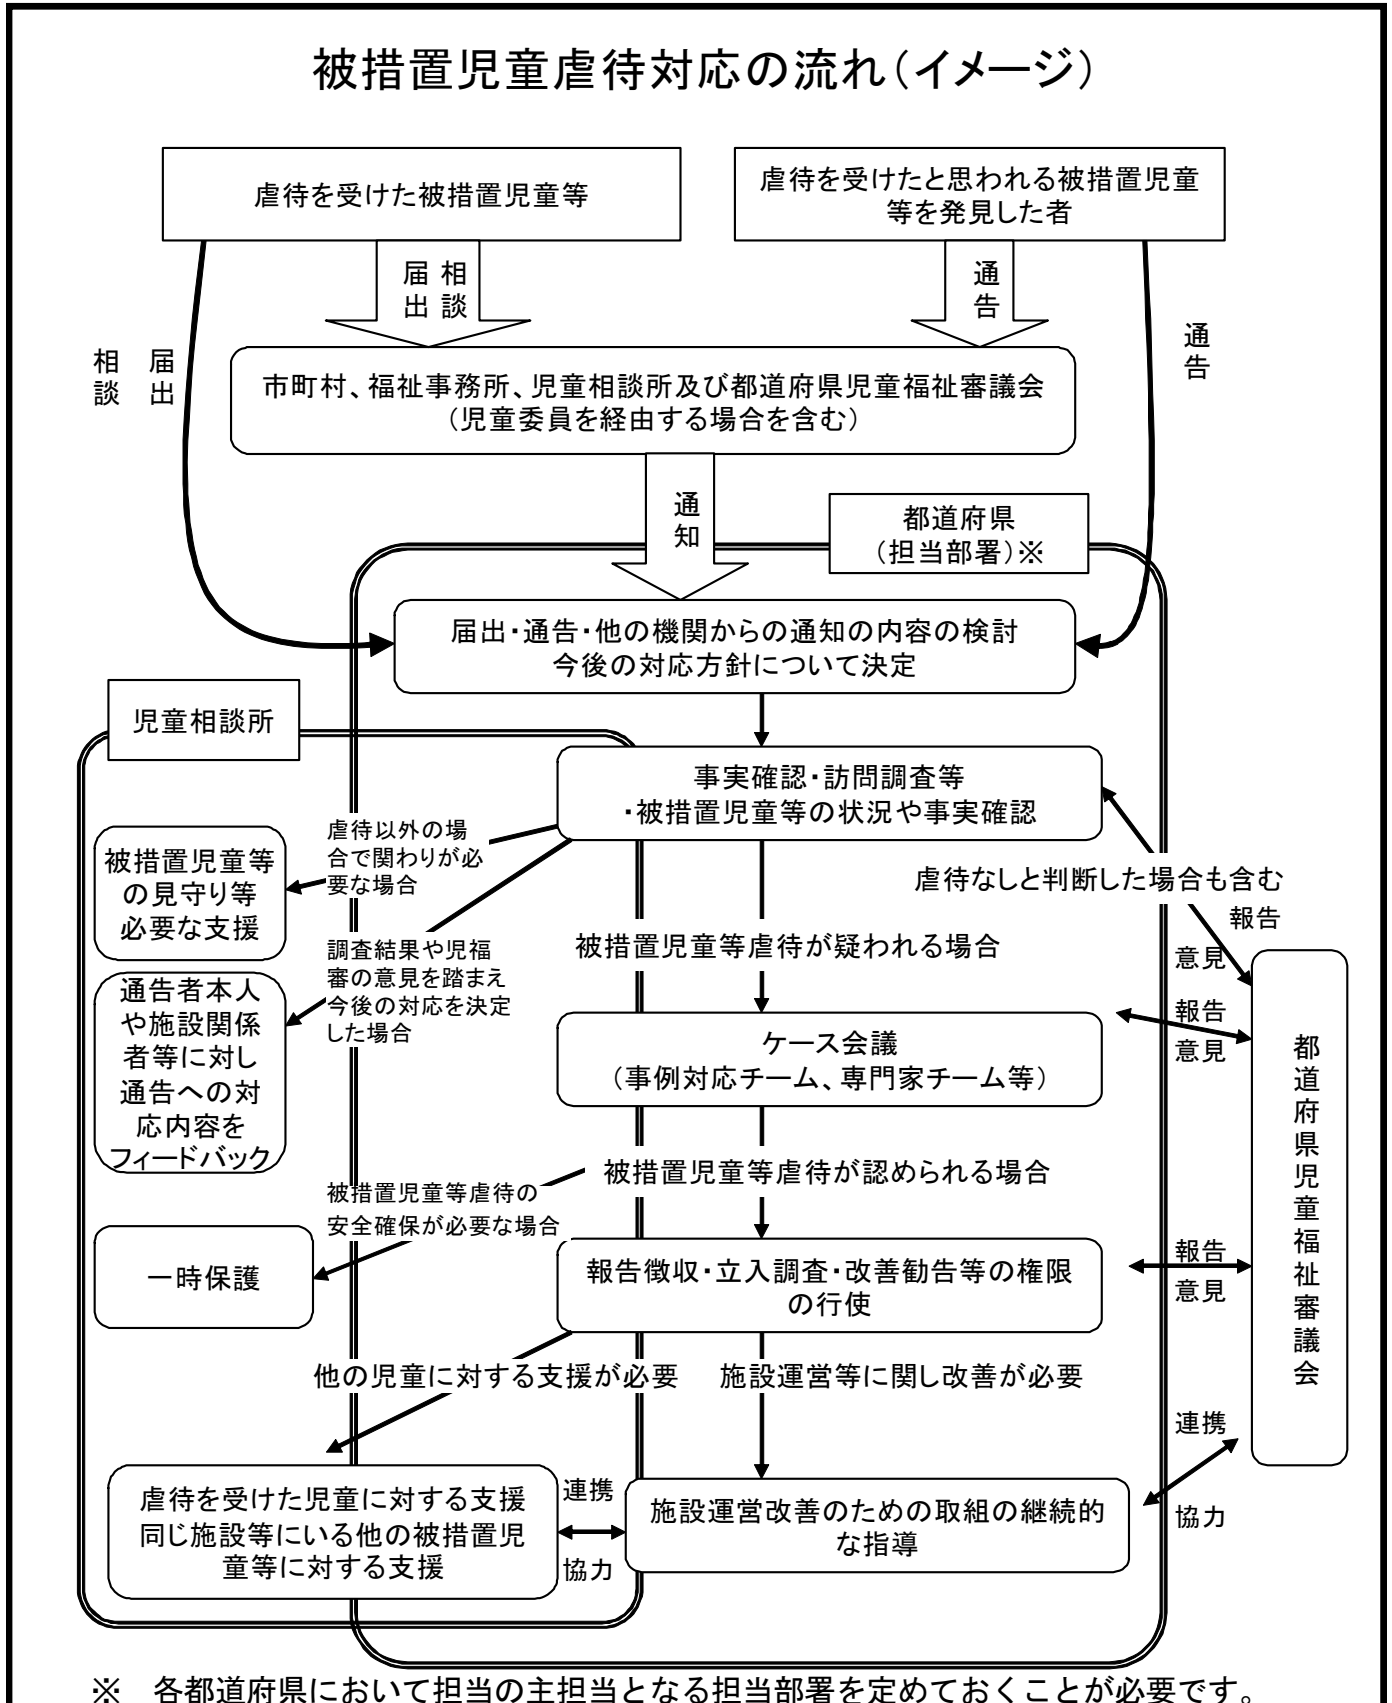 被措置児童虐待対応の流れ（イメージ）
虐待を受けた被措置児童等
虐待を受けたと思われる被措置児童
等を発見した者
届出
相談
通告
相談
届出
通告
市町村、福祉事務所、児童相談所及び都道府県児童福祉審議会
（児童委員を経由する場合を含む）
通知
都道府県
（担当部署）※
届出・通告・他の機関からの通知の内容の検討
今後の対応方針について決定
児童相談所
事実確認・訪問調査等
・被措置児童等の状況や事実確認
虐待以外の場
合で関わりが必
要な場合
被措置児童等
の見守り等
必要な支援
虐待なしと判断した場合も含む
報告
意見
被措置児童等虐待が疑われる場合
調査結果や児福
審の意見を踏まえ
今後の対応を決定
した場合
通告者本人
や施設関係
者等に対し
通告への対
応内容を
フィードバック
ケース会議
（事例対応チーム、専門家チーム等）
報告
意見
都道府県児童福祉審議会
被措置児童等虐待が認められる場合
被措置児童等虐待の
安全確保が必要な場合
一時保護
報告徴収・立入調査・改善勧告等の権限
の行使
報告
意見
他の児童に対する支援が必要
施設運営等に関し改善が必要
連携
協力
虐待を受けた児童に対する支援
同じ施設等にいる他の被措置児
童等に対する支援
連携
協力
施設運営改善のための取組の継続的
な指導
※　各都道府県において担当の主担当となる担当部署を定めておくことが必要です。